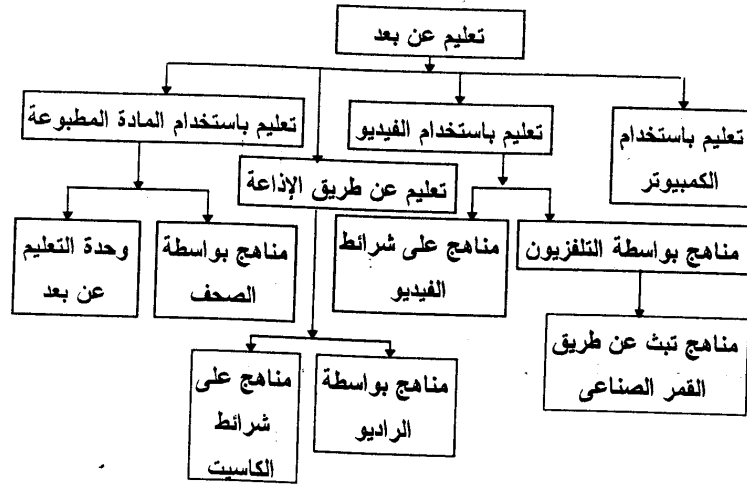 تعليم عن بعد
تعليم باستخدام
الكمبيوتر
تعليم باستخدام الفيديو
تعليم عن طريق الإذاعة
تعليم باستخدام المادة المطبوعة
مناهج بواسطة التلفزيون
مناهج على شرائط
الفيديو
مناهج بواسطة
الصحف
وحدة التعليم
عن بعد
مناهج تبث عن طريق
القمر الصناعى
مناهج بواسطة
الراديو
مناهج على
شرائط
الكاسيت